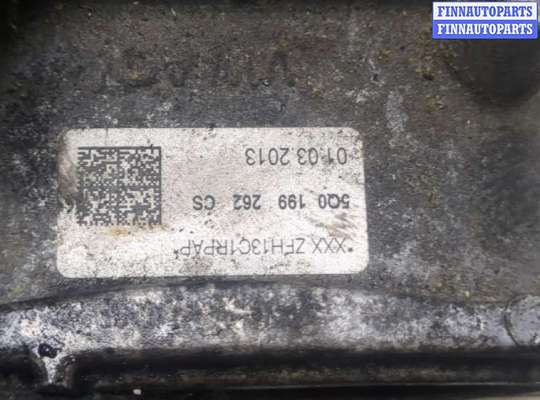 FINNAUTOPARTS
FINNAUTOPARTS
*XXX ZFH13C1RPAP*
5Q0 199 262 CS
01.03.2013